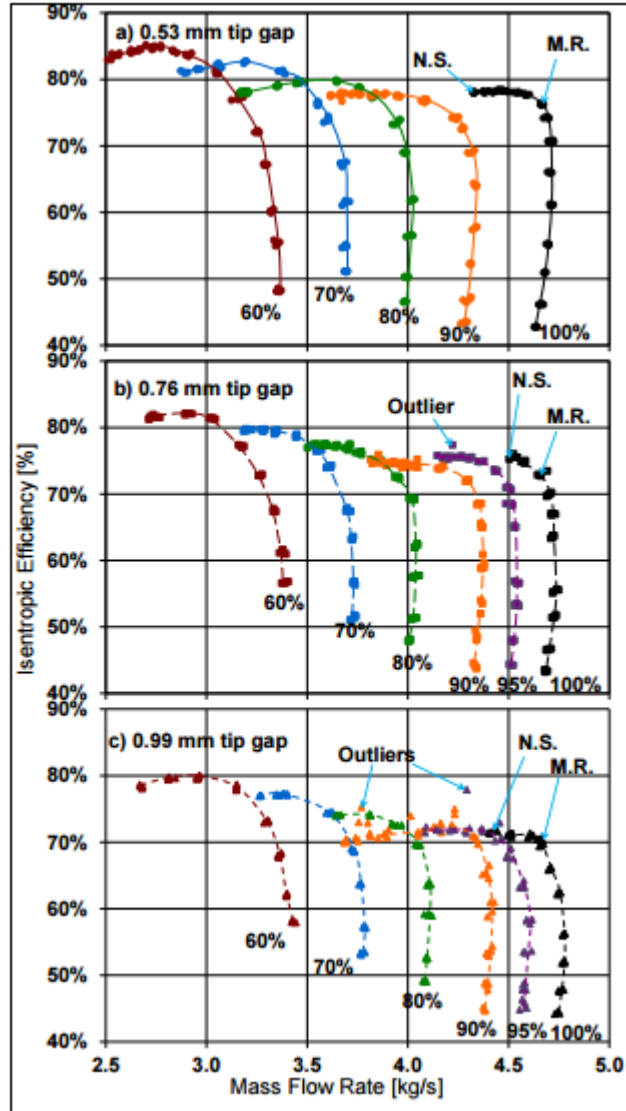 90%
a) 0.53 mm tip gap
M.R.
N.S.
80%
70%
60%
50%
40%
60%
70%
80%
90%
100%
90%
b) 0.76 mm tip gap
N.S.
Outlier
M.R.
80%
70%
60%
50%
40%
60%
70%
80%
90%
95%
100%
Isentropic Efficiency [%]
90%
c) 0.99 mm tip gap
N.S.
Outliers
M.R.
80%
70%
60%
50%
40%
60%
70%
80%
90%
95%
100%
2.5 3.0 3.5 4.0 4.5 5.0
Mass Flow Rate [kg/s]